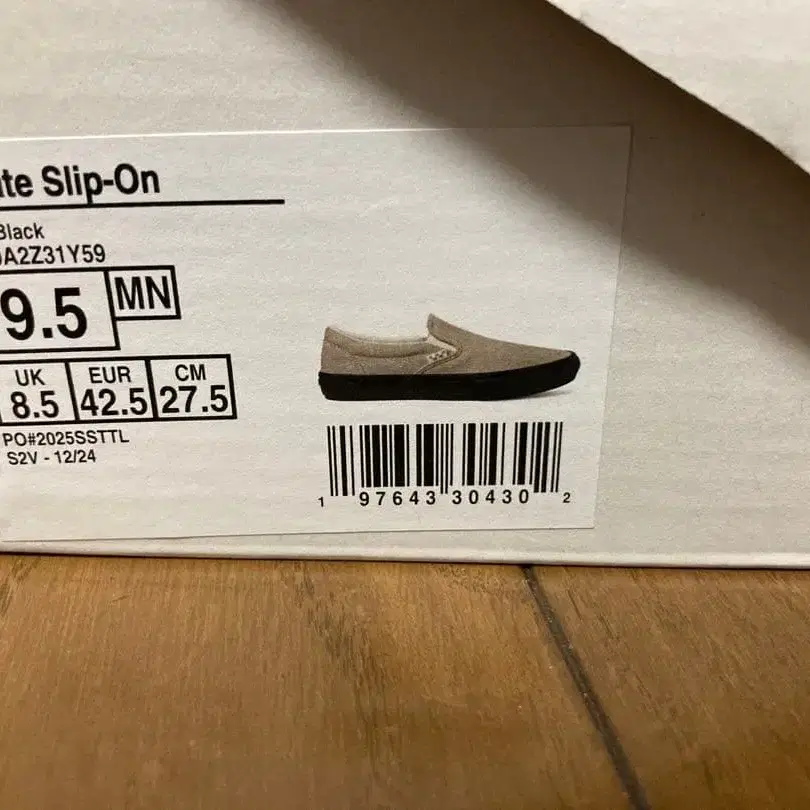 te Slip-On
Black
A2Z31Y59
9.5
MN
UK EUR CM
8.5 42.5 27.5
PO#2025SSTTL
S2V - 12/24
1 97643 30430 2